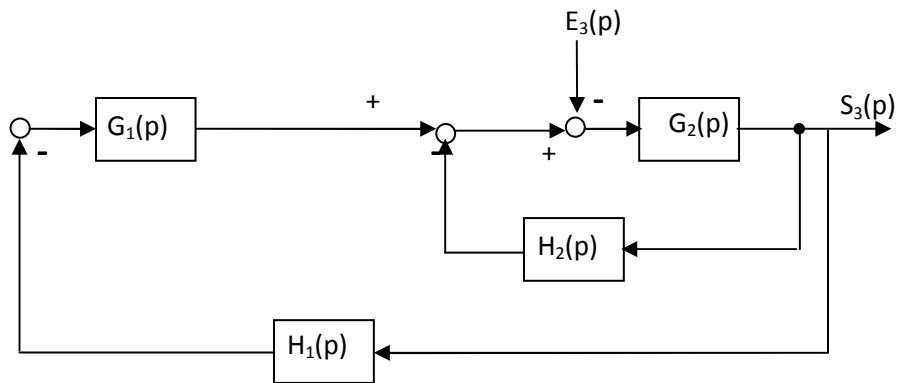 E₃(p)
-
G₁(p)
+
G₂(p)
S₃(p)
-
-
+
H₂(p)
H₁(p)